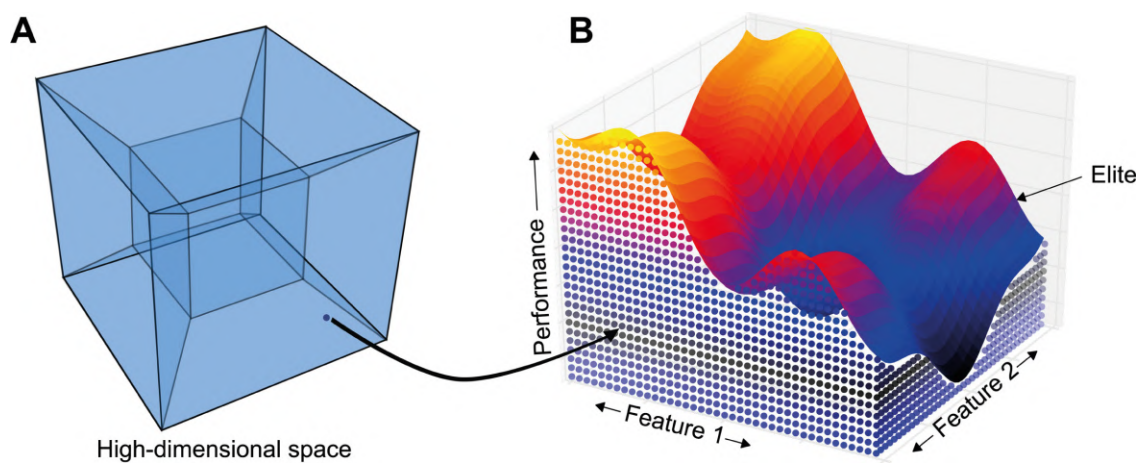 A
High-dimensional space
B
Performance
Feature 1
Feature 2
Elite